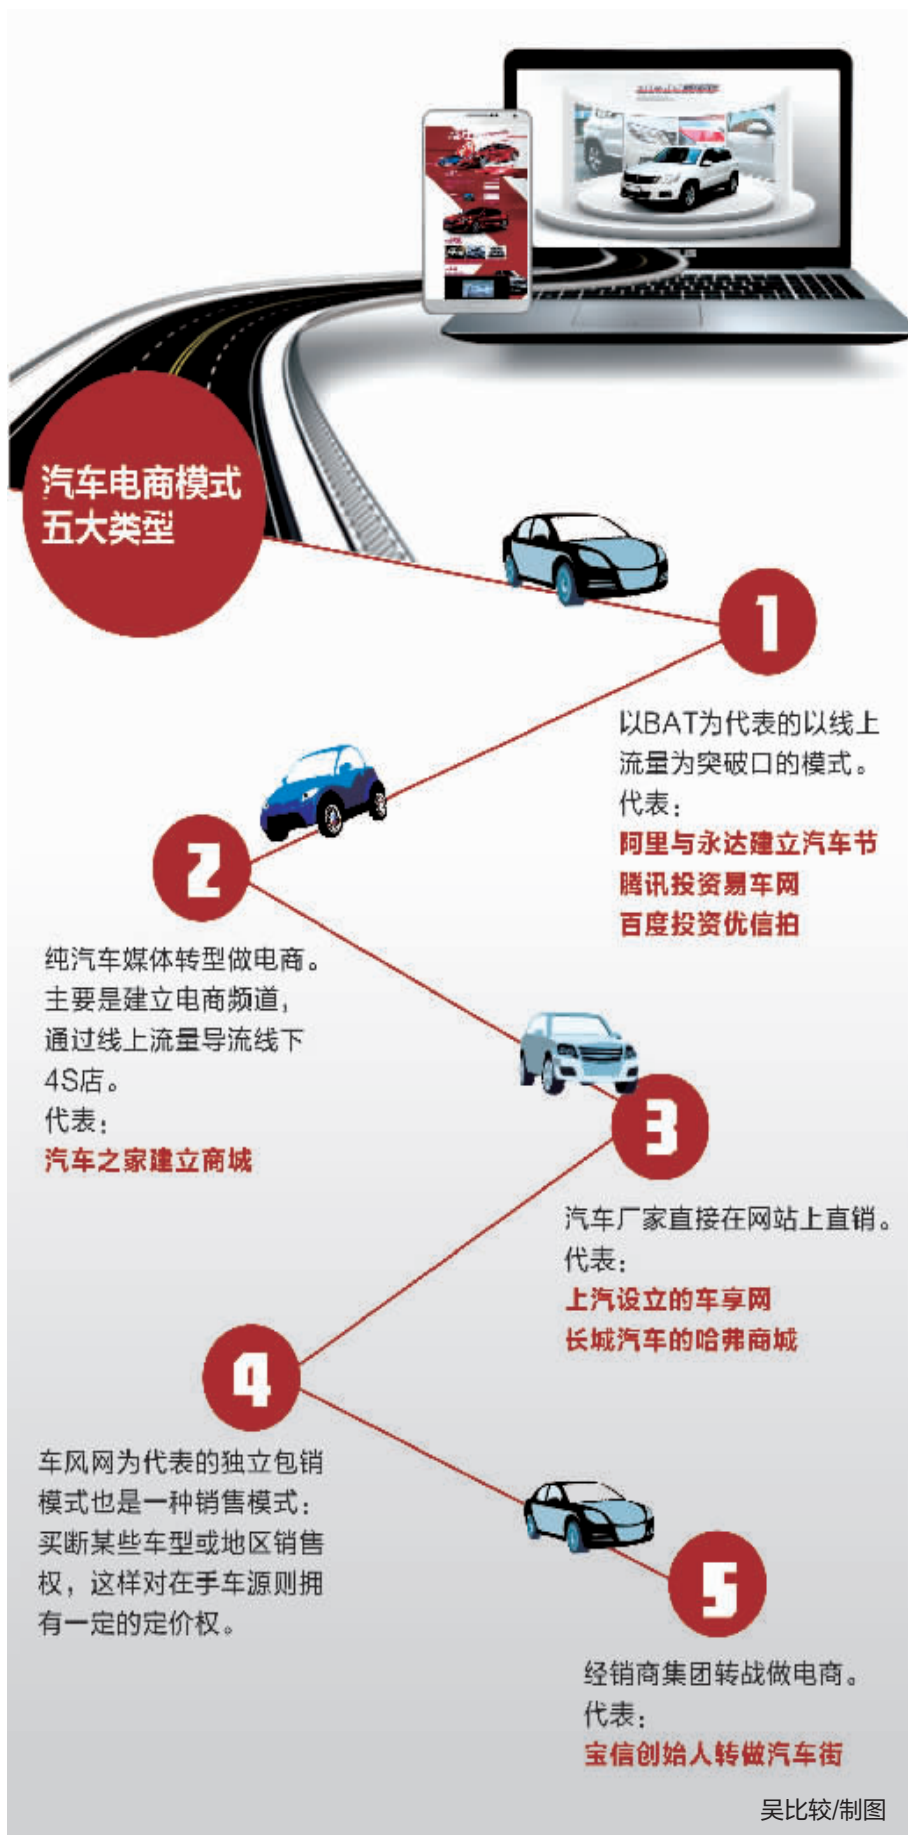 汽车电商模式
五大类型
1
以BAT为代表的以线上
流量为突破口的模式。
代表：
阿里与永达建立汽车节
腾讯投资易车网
百度投资优信拍
2
纯汽车媒体转型做电商。
主要是建立电商频道，
通过线上流量导流线下
4S店。
代表：
汽车之家建立商城
3
汽车厂家直接在网站上直销。
代表：
上汽设立的车享网
长城汽车的哈弗商城
4
车风网为代表的独立包销
模式也是一种销售模式：
买断某些车型或地区销售
权，这样对在手车源则拥
有一定的定价权。
5
经销商集团转战做电商。
代表：
宝信创始人转做汽车街
吴比较/制图